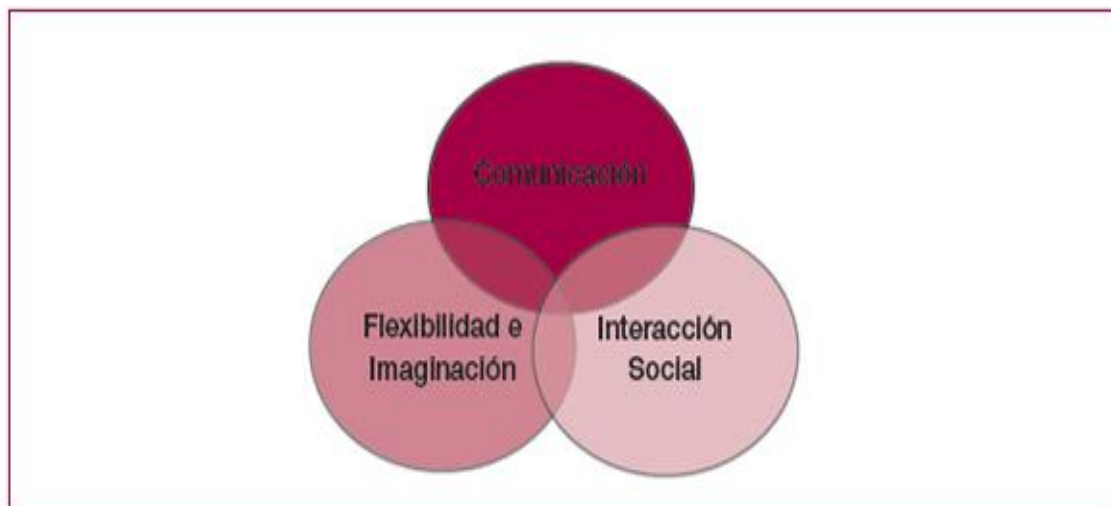 Comunicación
Flexibilidad e
Imaginación
Interacción
Social